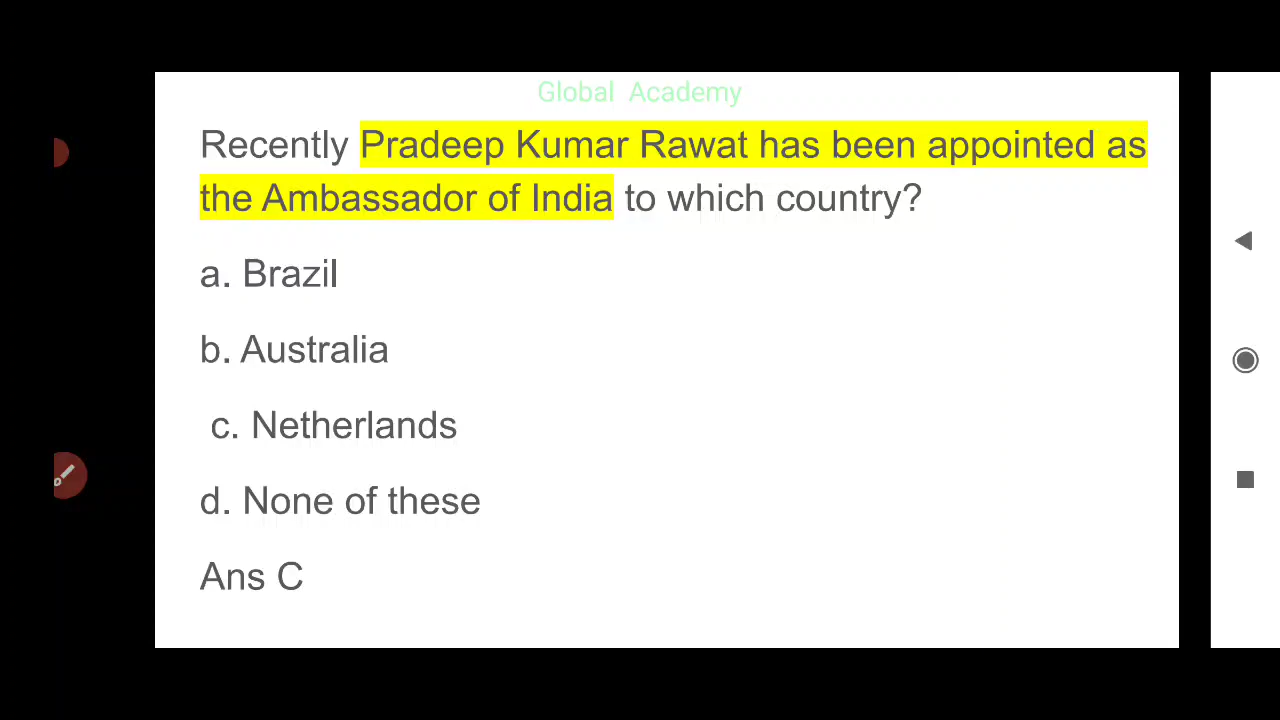 Global Academy
Recently Pradeep Kumar Rawat has been appointed as
the Ambassador of India to which country?
a. Brazil
b. Australia
c. Netherlands
d. None of these
Ans C